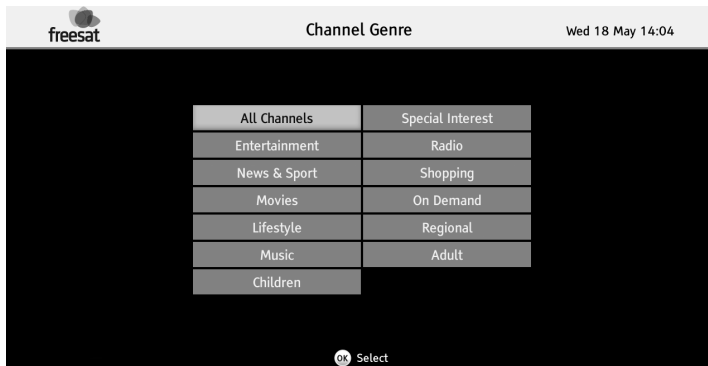 freesat
Channel Genre
Wed 18 May 14:04
All Channels
Special Interest
Entertainment
Radio
News & Sport
Shopping
Movies
On Demand
Lifestyle
Regional
Music
Adult
Children
OK Select